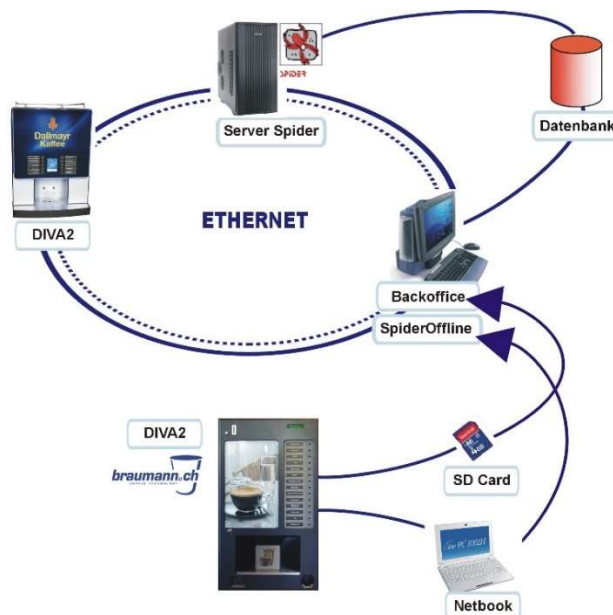 SPIDER
Server Spider
Datenbank
Dallmayr
Kaffee
DIVA2
ETHERNET
Backoffice
SpiderOffline
DIVA2
braumann.ch
SD Card
Netbook